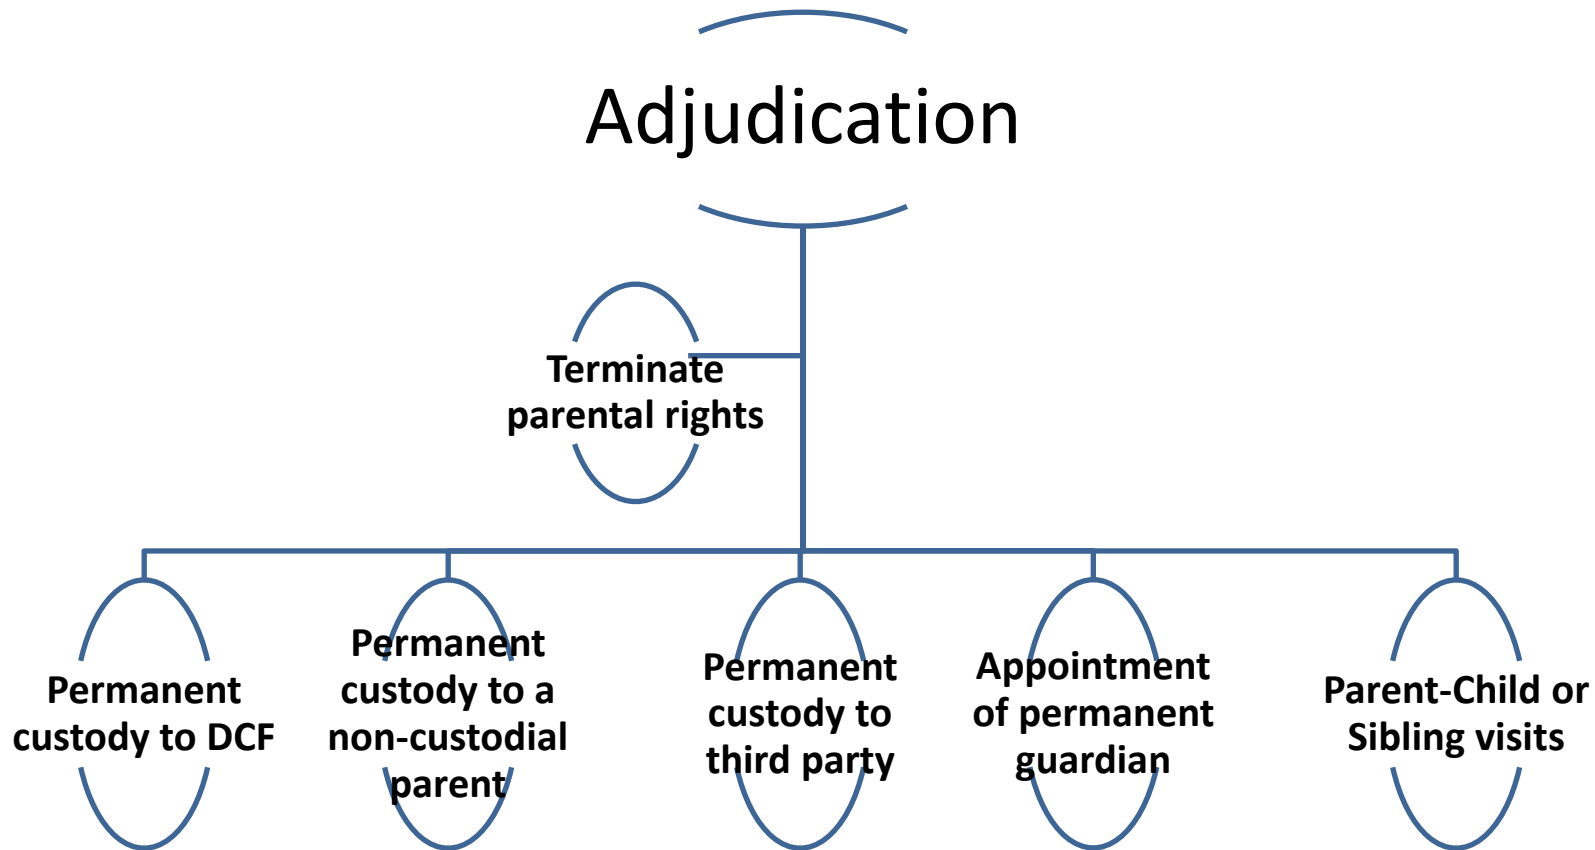 Adjudication
Terminate
parental rights
Permanent
custody to DCF
Permanent
custody to a
non-custodial
parent
Permanent
custody to
third party
Appointment
of permanent
guardian
Parent-Child or
Sibling visits